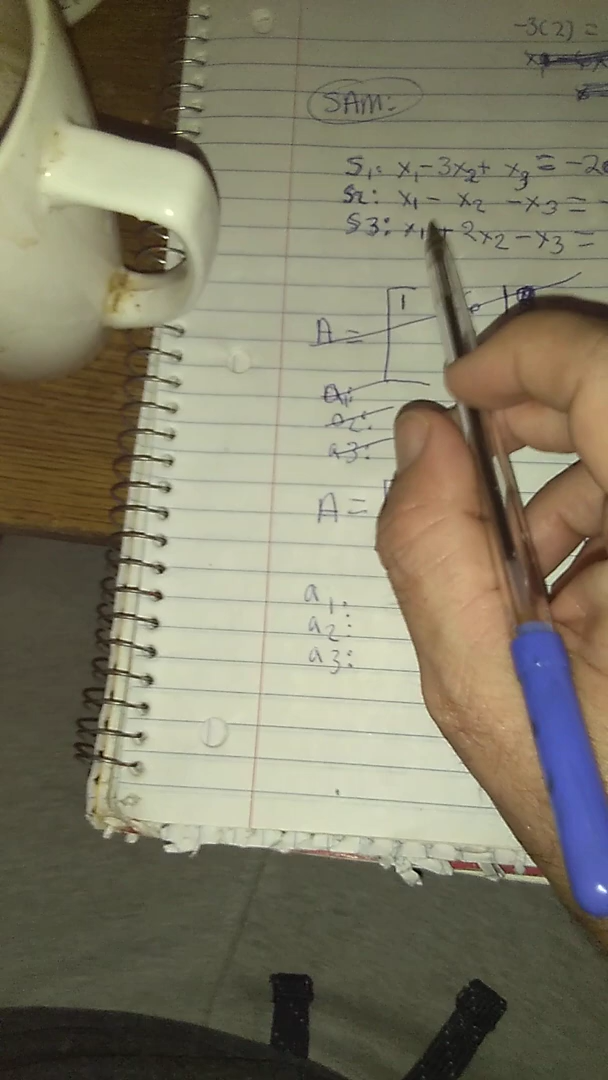 -3(2) =
SAM:
S1: x1 - 3x2 + x3 = -2
S2: x1 - x2 - x3 = -
S3: x1 + 2x2 - x3 =
A = [ 1
a1:
a2:
a3:
A = [
a1:
a2:
a3: